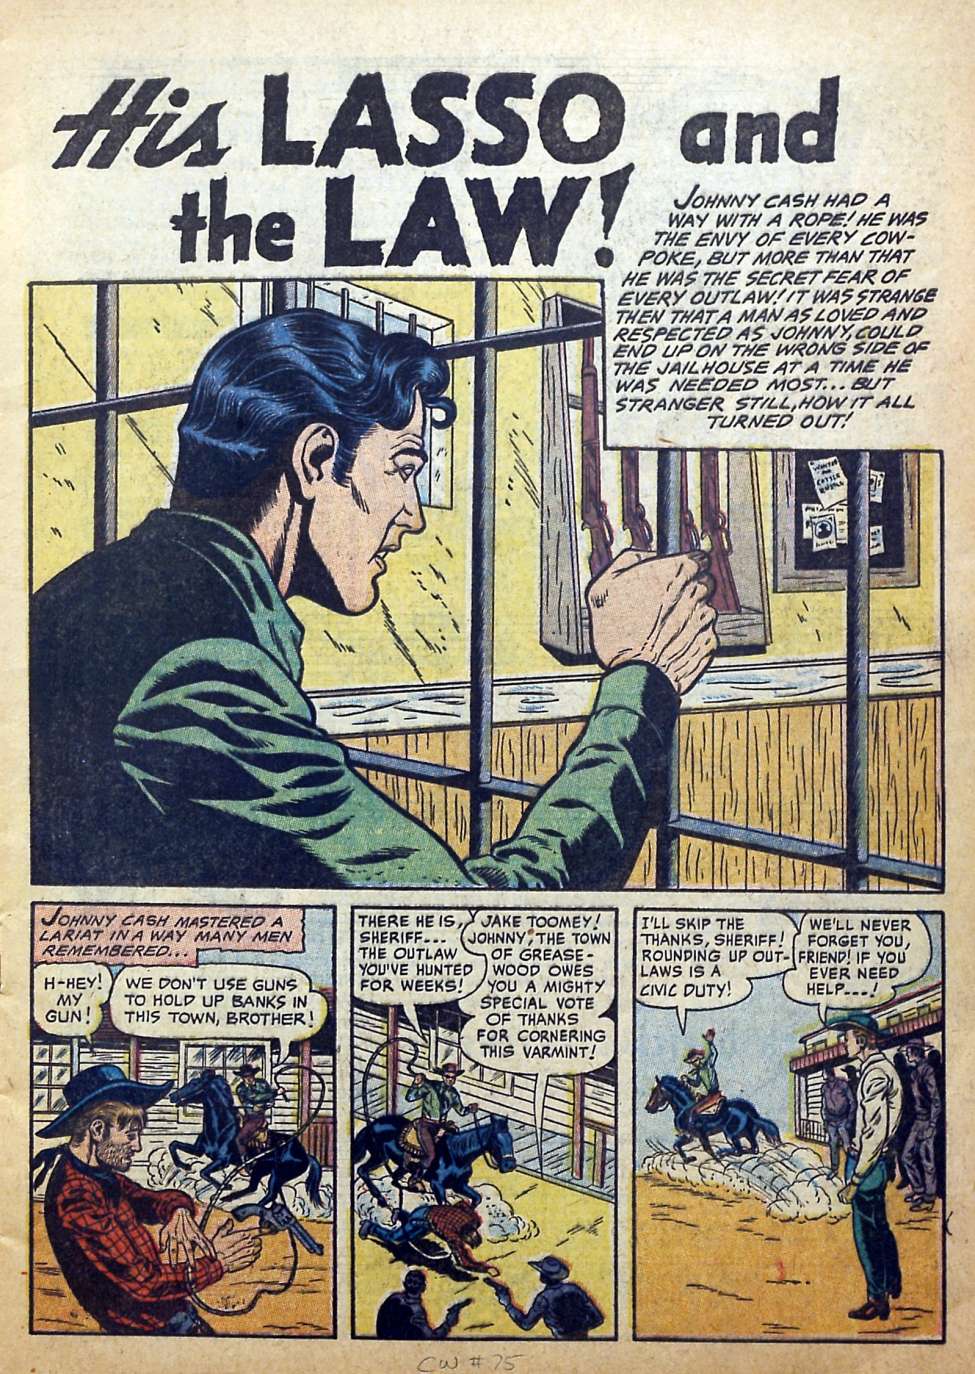 His LASSO and
the LAW!
JOHNNY CASH HAD A
WAY WITH A ROPE! HE WAS
THE ENVY OF EVERY COW-
POKE, BUT MORE THAN THAT
HE WAS THE SECRET FEAR OF
EVERY OUTLAW! IT WAS STRANGE
THEN THAT A MAN AS LOVED AND
RESPECTED AS JOHNNY, COULD
END UP ON THE WRONG SIDE OF
THE JAILHOUSE AT A TIME HE
WAS NEEDED MOST... BUT
STRANGER STILL, HOW IT ALL
TURNED OUT!
WANTED
FOR
CATTLE
JOHNNY CASH MASTERED A
LARIAT IN A WAY MANY MEN
REMEMBERED...
H-HEY!
MY
GUN!
WE DON'T USE GUNS
TO HOLD UP BANKS IN
THIS TOWN, BROTHER!
THERE HE IS,
SHERIFF---
THE OUTLAW
YOU'VE HUNTED
FOR WEEKS!
JAKE TOOMEY!
JOHNNY, THE TOWN
OF GREASE-
WOOD OWES
YOU A MIGHTY
SPECIAL VOTE
OF THANKS
FOR CORNERING
THIS VARMINT!
I'LL SKIP THE
THANKS, SHERIFF!
ROUNDING UP OUT-
LAWS IS A
CIVIC DUTY!
WE'LL NEVER
FORGET YOU,
FRIEND! IF YOU
EVER NEED
HELP---!
CW # 75